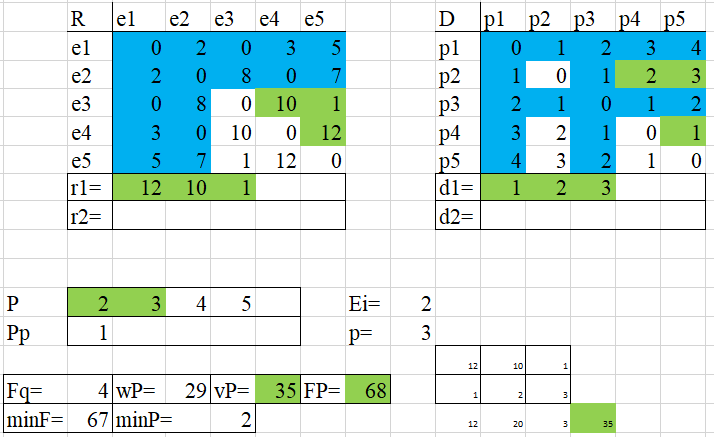 R e1 e2 e3 e4 e5 D p1 p2 p3 p4 p5
e1 0 2 0 3 5 p1 0 1 2 3 4
e2 2 0 8 0 7 p2 1 0 1 2 3
e3 0 8 0 10 1 p3 2 1 0 1 2
e4 3 0 10 0 12 p4 3 2 1 0 1
e5 5 7 1 12 0 p5 4 3 2 1 0
r1= 12 10 1 d1= 1 2 3
r2= d2=
P 2 3 4 5 Ei= 2
Pp 1 p= 3
12 10 1
Fq= 4 wP= 29 vP= 35 FP= 68 1 2 3
minF= 67 minP= 2 12 20 3 35